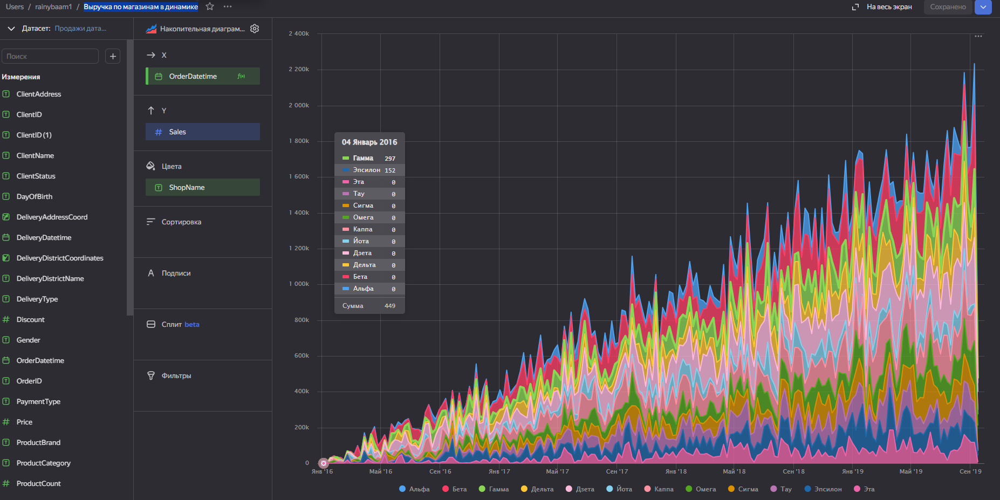 Users / rainybaam1 / Выручка по магазинам в динамике
На весь экран
Сохранено
Датасет: Продажи дата...
Поиск
Измерения
ClientAddress
ClientID
ClientID (1)
ClientName
ClientStatus
DayOfBirth
DeliveryAddressCoord
DeliveryDatetime
DeliveryDistrictCoordinates
DeliveryDistrictName
DeliveryType
Discount
Gender
OrderDatetime
OrderID
PaymentType
Price
ProductBrand
ProductCategory
ProductCount
Накопительная диаграм...
X
OrderDatetime f(x)
Y
Sales
Цвета
ShopName
Сортировка
Подписи
Сплит beta
Фильтры
2 400k
2 200k
2 000k
1 800k
1 600k
1 400k
1 200k
1 000k
800k
600k
400k
200k
0
04 Январь 2016
Гамма 297
Эпсилон 152
Эта 0
Тау 0
Сигма 0
Омега 0
Каппа 0
Йота 0
Дзета 0
Дельта 0
Бета 0
Альфа 0
Сумма 449
Янв '16 Май '16 Сен '16 Янв '17 Май '17 Сен '17 Янв '18 Май '18 Сен '18 Янв '19 Май '19 Сен '19
Альфа Бета Гамма Дельта Дзета Йота Каппа Омега Сигма Тау Эпсилон Эта